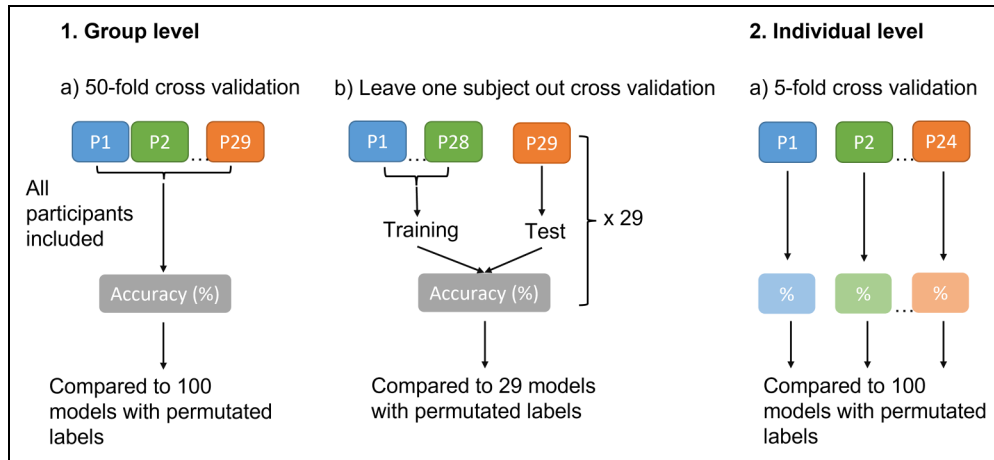 1. Group level
a) 50-fold cross validation
P1 P2 ... P29
All
participants
included
Accuracy (%)
Compared to 100
models with permutated
labels
b) Leave one subject out cross validation
P1 ... P28 P29
Training Test
x 29
Accuracy (%)
Compared to 29 models
with permutated labels
2. Individual level
a) 5-fold cross validation
P1 P2 ... P24
% % ... %
Compared to 100
models with permutated
labels